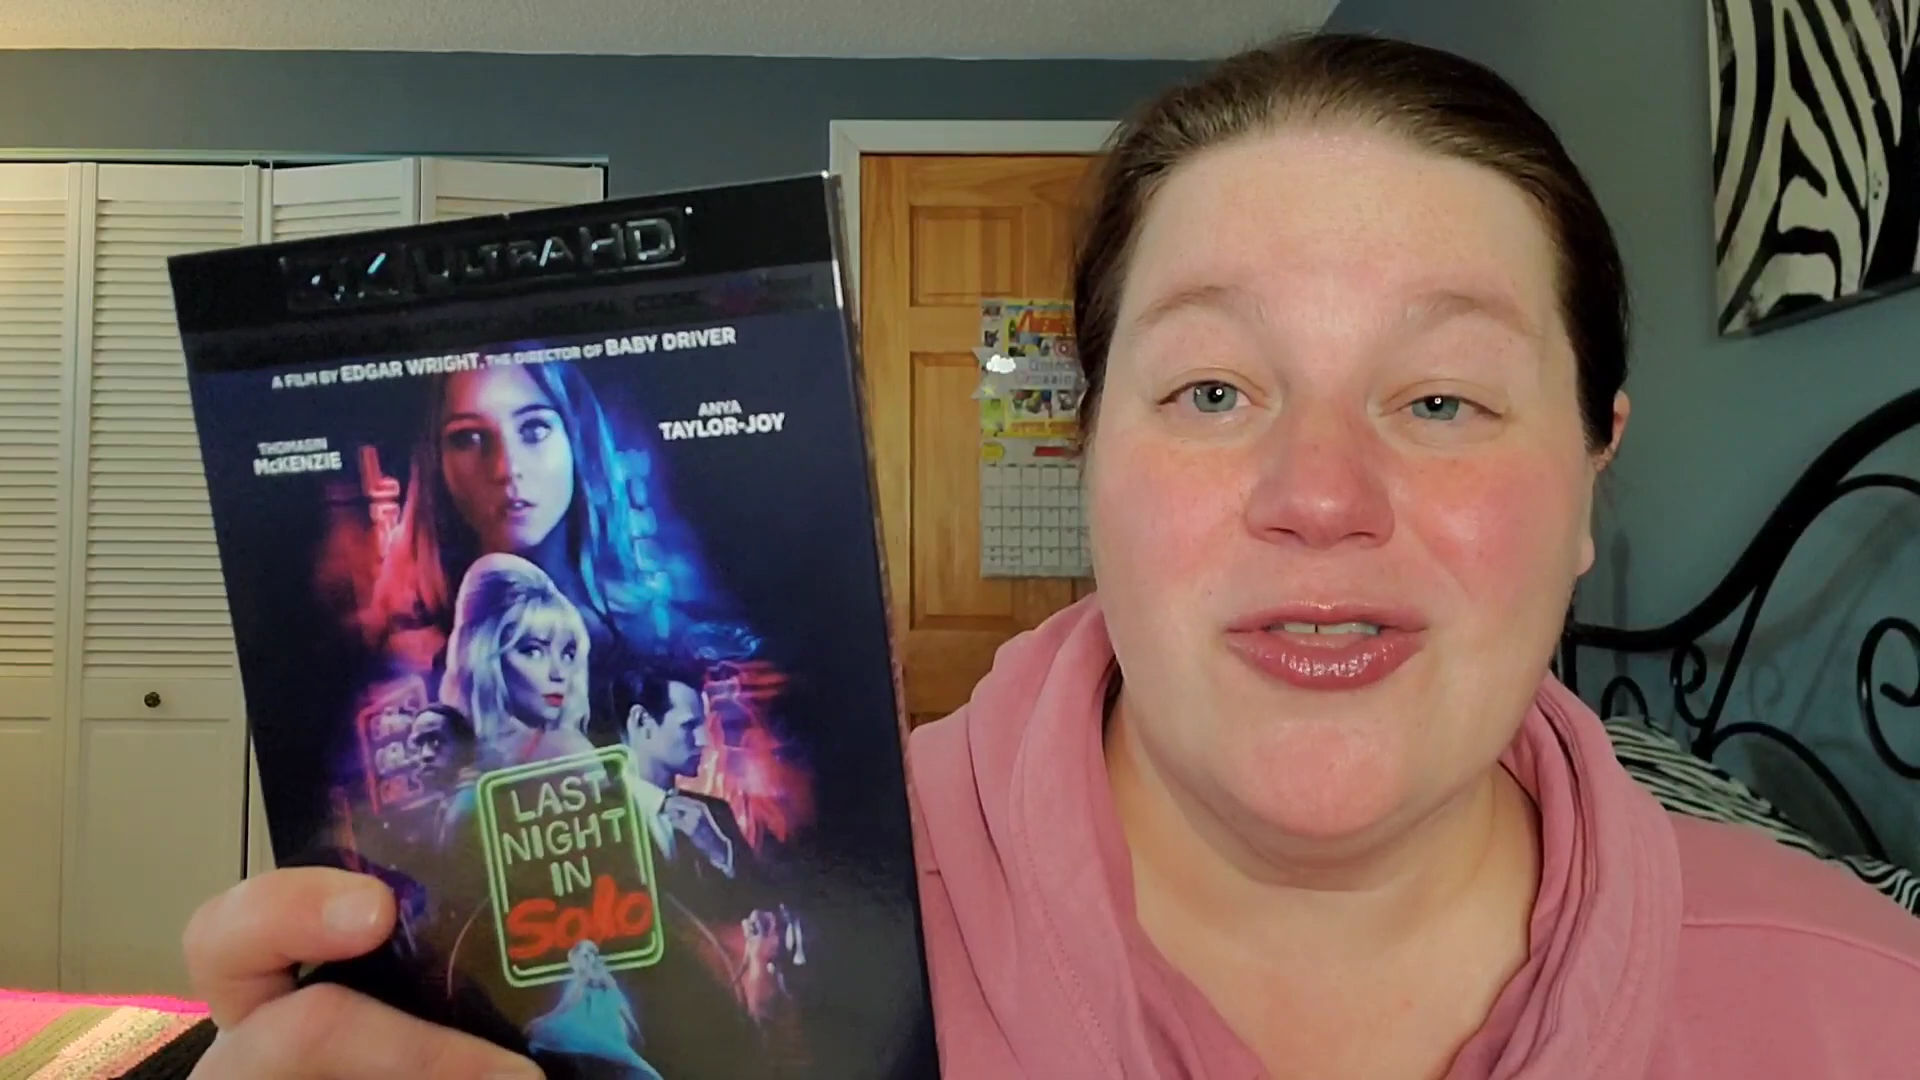 4K ULTRA HD
A FILM BY EDGAR WRIGHT, THE DIRECTOR OF BABY DRIVER
THOMASIN
McKENZIE
ANYA
TAYLOR-JOY
LAST
NIGHT
IN
Soho